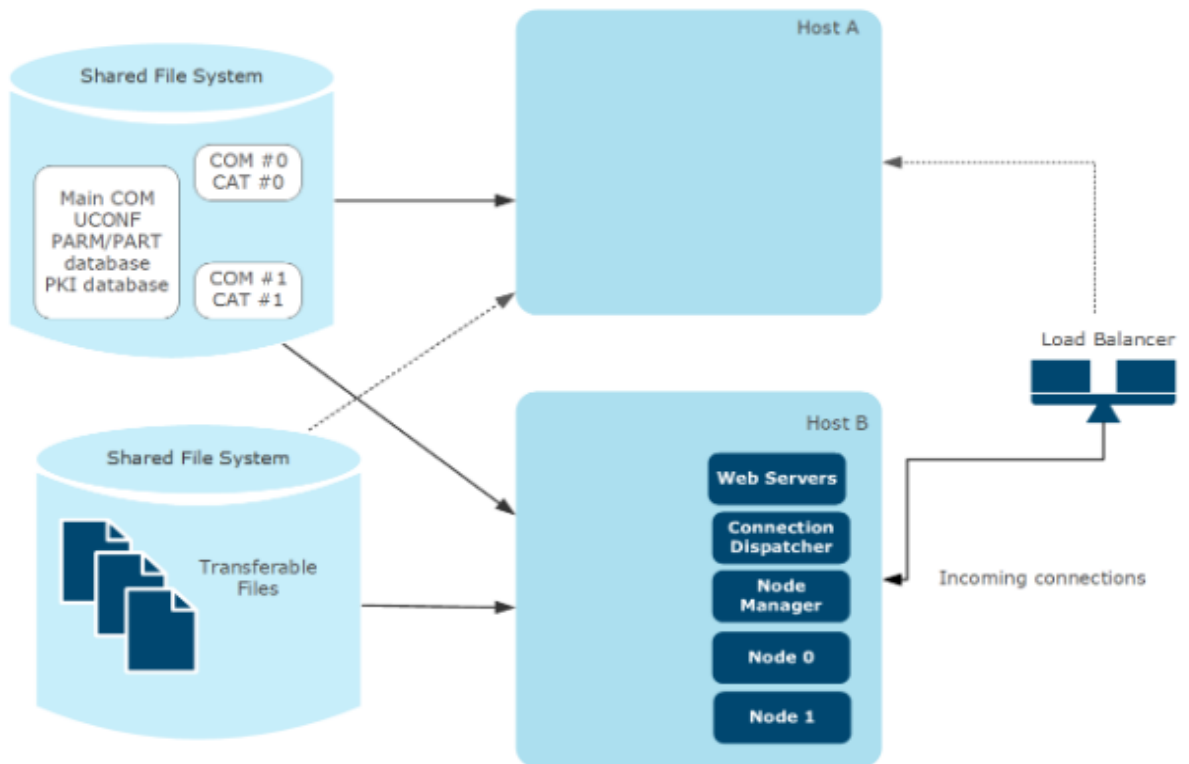 Host A
Shared File System
COM #0
CAT #0
Main COM
UCONF
PARM/PART
database
PKI database
COM #1
CAT #1
Load Balancer
Host B
Shared File System
Web Servers
Connection
Dispatcher
Transferable
Files
Node
Manager
Incoming connections
Node 0
Node 1